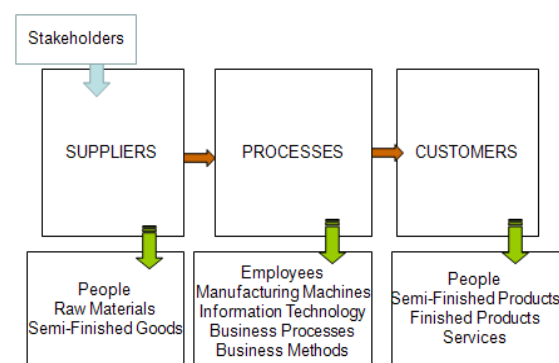 Stakeholders
SUPPLIERS
PROCESSES
CUSTOMERS
People
Raw Materials
Semi-Finished Goods
Employees
Manufacturing Machines
Information Technology
Business Processes
Business Methods
People
Semi-Finished Products
Finished Products
Services